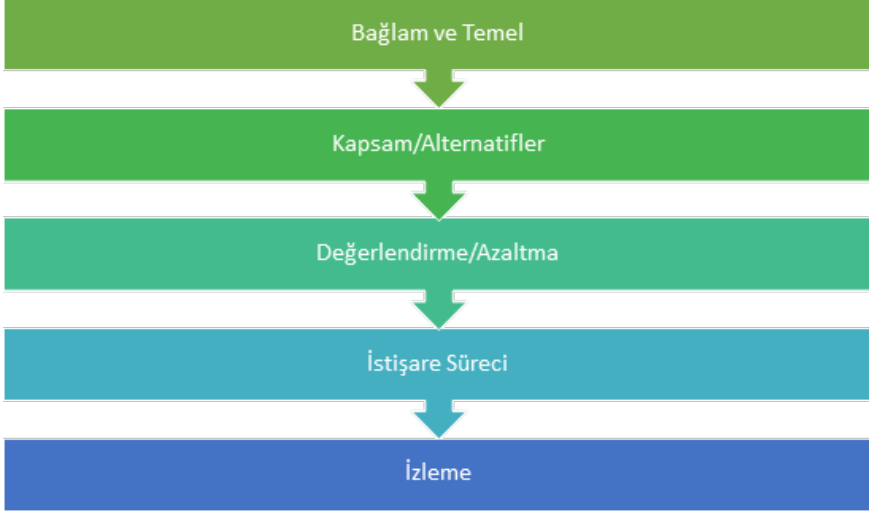 Bağlam ve Temel
Kapsam/Alternatifler
Değerlendirme/Azaltma
İstişare Süreci
İzleme